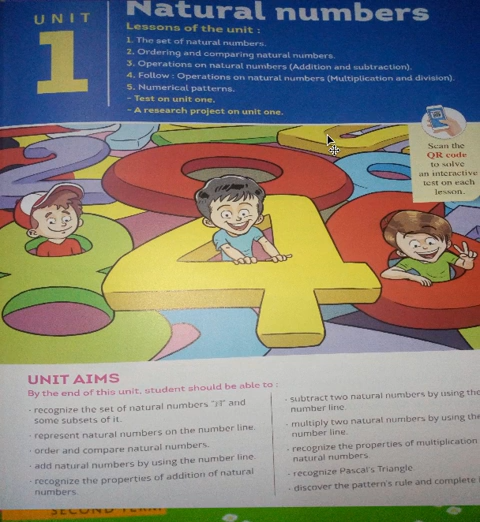 UNIT
1
Natural numbers
Lessons of the unit :
1. The set of natural numbers.
2. Ordering and comparing natural numbers.
3. Operations on natural numbers (Addition and subtraction).
4. Follow : Operations on natural numbers (Multiplication and division).
5. Numerical patterns.
- Test on unit one.
- A research project on unit one.
Scan the
QR code
to solve
an interactive
test on each
lesson.
4
UNIT AIMS
By the end of this unit, student should be able to :
· recognize the set of natural numbers "ℕ" and
some subsets of it.
· represent natural numbers on the number line.
· order and compare natural numbers.
· add natural numbers by using the number line.
· recognize the properties of addition of natural
numbers.
· subtract two natural numbers by using the
number line.
· multiply two natural numbers by using the
number line.
· recognize the properties of multiplication
natural numbers.
· recognize Pascal's Triangle.
· discover the pattern's rule and complete
SECOND TERM